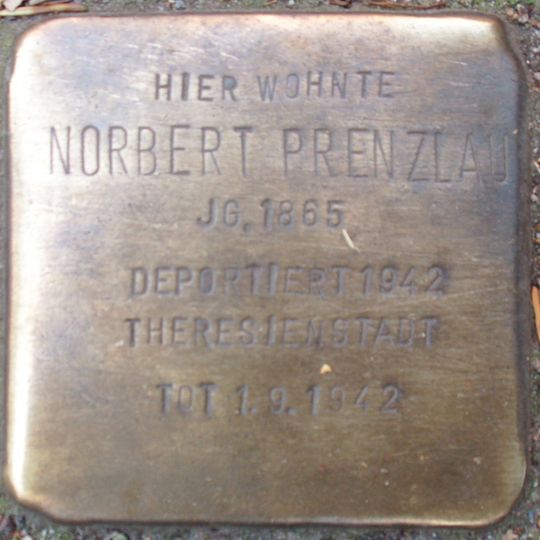 HIER WOHNTE
NORBERT PRENZLAU
JG. 1865
DEPORTIERT 1942
THERESIENSTADT
TOT 1.9.1942